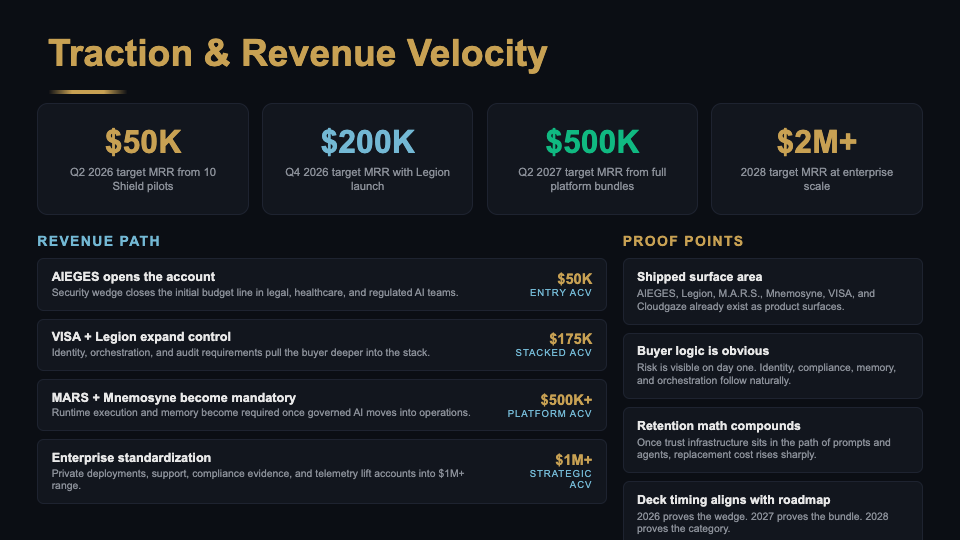 Traction & Revenue Velocity
$50K
Q2 2026 target MRR from 10
Shield pilots
$200K
Q4 2026 target MRR with Legion
launch
$500K
Q2 2027 target MRR from full
platform bundles
$2M+
2028 target MRR at enterprise
scale
REVENUE PATH
AIEGES opens the account
Security wedge closes the initial budget line in legal, healthcare, and regulated AI teams.
$50K
ENTRY ACV
VISA + Legion expand control
Identity, orchestration, and audit requirements pull the buyer deeper into the stack.
$175K
STACKED ACV
MARS + Mnemosyne become mandatory
Runtime execution and memory become required once governed AI moves into operations.
$500K+
PLATFORM ACV
Enterprise standardization
Private deployments, support, compliance evidence, and telemetry lift accounts into $1M+
range.
$1M+
STRATEGIC
ACV
PROOF POINTS
Shipped surface area
AIEGES, Legion, M.A.R.S., Mnemosyne, VISA, and
Cloudgaze already exist as product surfaces.
Buyer logic is obvious
Risk is visible on day one. Identity, compliance, memory,
and orchestration follow naturally.
Retention math compounds
Once trust infrastructure sits in the path of prompts and
agents, replacement cost rises sharply.
Deck timing aligns with roadmap
2026 proves the wedge. 2027 proves the bundle. 2028
proves the category.